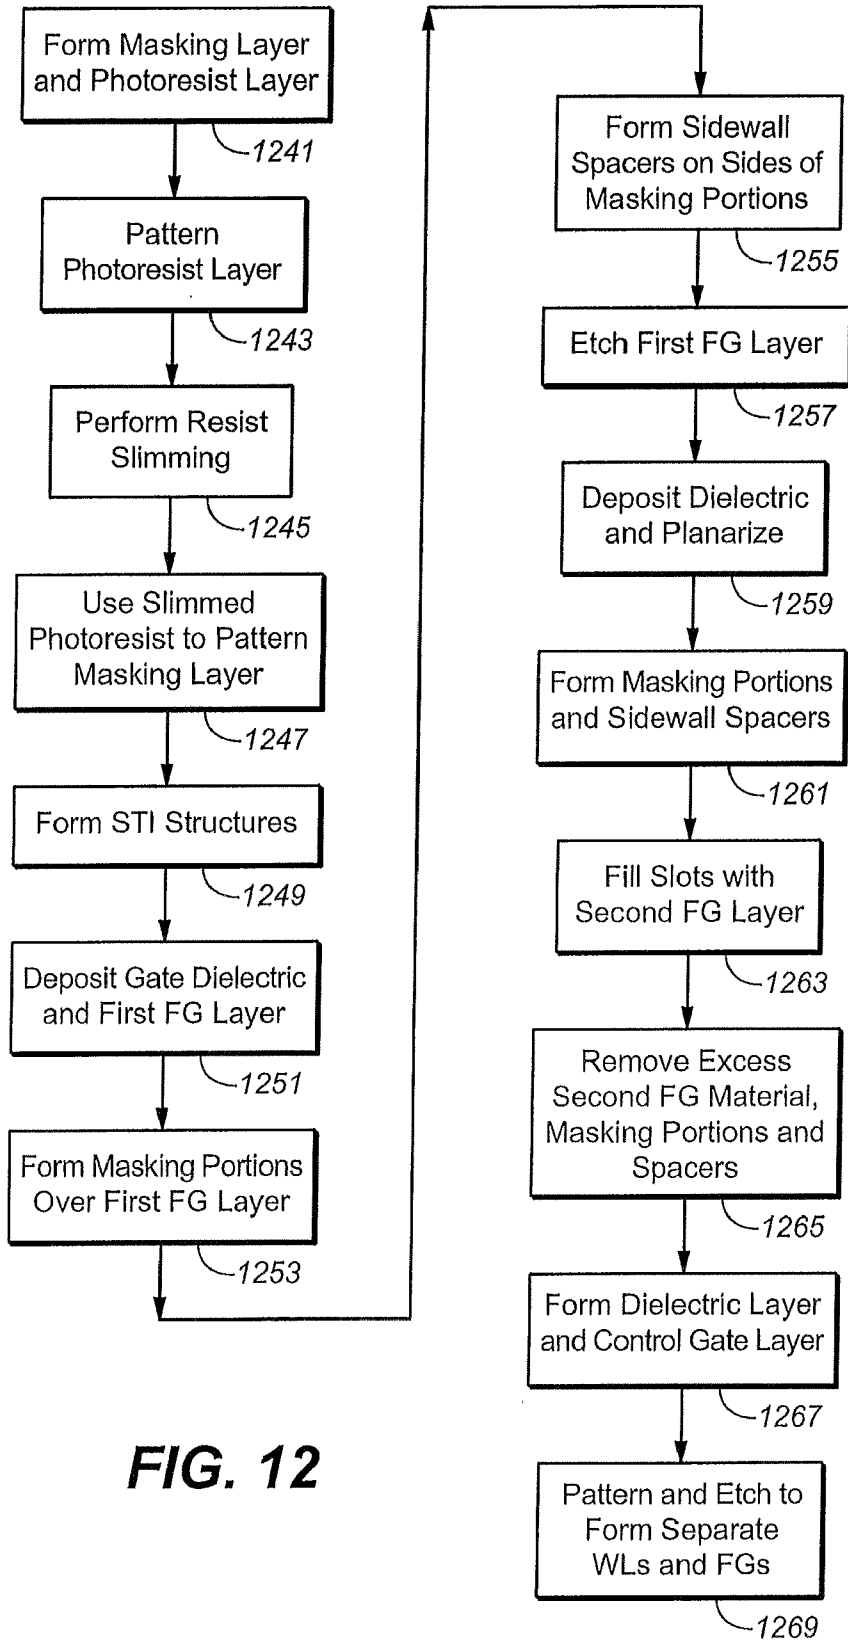 Form Masking Layer
and Photoresist Layer
1241
Pattern
Photoresist Layer
1243
Perform Resist
Slimming
1245
Use Slimmed
Photoresist to Pattern
Masking Layer
1247
Form STI Structures
1249
Deposit Gate Dielectric
and First FG Layer
1251
Form Masking Portions
Over First FG Layer
1253
Form Sidewall
Spacers on Sides of
Masking Portions
1255
Etch First FG Layer
1257
Deposit Dielectric
and Planarize
1259
Form Masking Portions
and Sidewall Spacers
1261
Fill Slots with
Second FG Layer
1263
Remove Excess
Second FG Material,
Masking Portions and
Spacers
1265
Form Dielectric Layer
and Control Gate Layer
1267
Pattern and Etch to
Form Separate
WLs and FGs
1269
FIG. 12